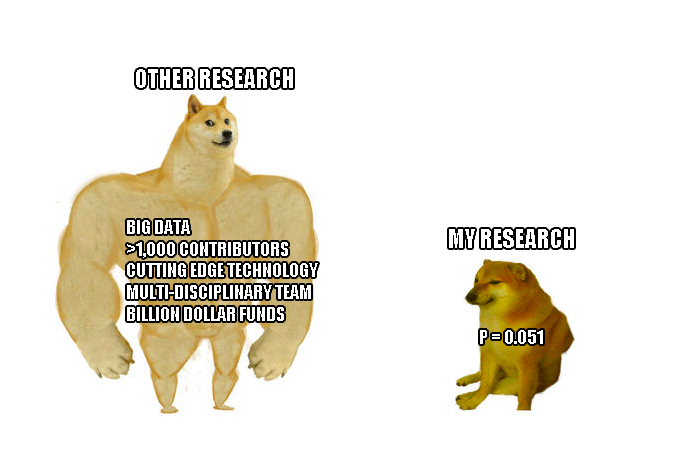 OTHER RESEARCH
BIG DATA
>1,000 CONTRIBUTORS
CUTTING EDGE TECHNOLOGY
MULTI-DISCIPLINARY TEAM
BILLION DOLLAR FUNDS
MY RESEARCH
P = 0.051